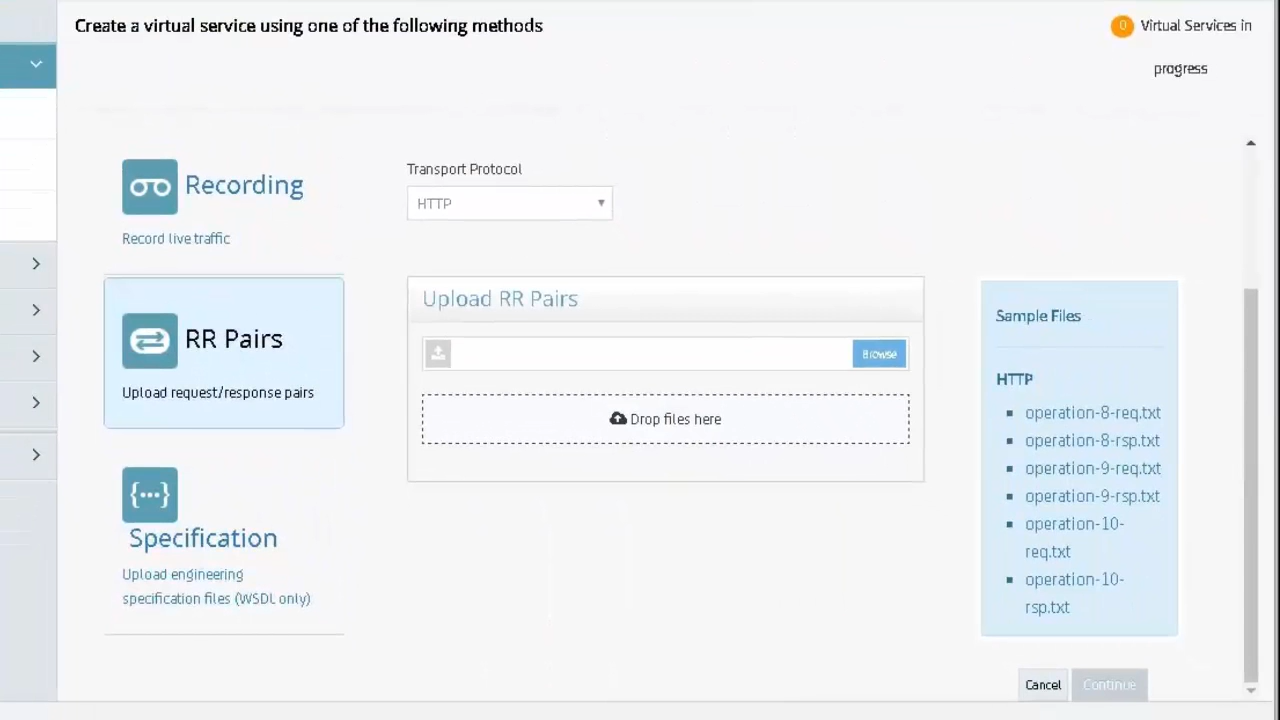 Create a virtual service using one of the following methods
0 Virtual Services in
progress
Recording
Record live traffic
Transport Protocol
HTTP
RR Pairs
Upload request/response pairs
Upload RR Pairs
Browse
Drop files here
Specification
Upload engineering
specification files (WSDL only)
Sample Files
HTTP
operation-8-req.txt
operation-8-rsp.txt
operation-9-req.txt
operation-9-rsp.txt
operation-10-
req.txt
operation-10-
rsp.txt
Cancel
Continue